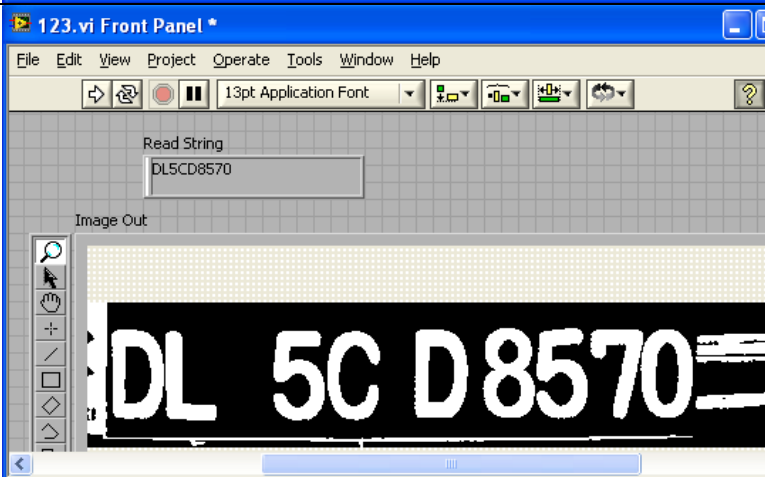 123.vi Front Panel *
File Edit View Project Operate Tools Window Help
13pt Application Font
?
Read String
DL5CD8570
Image Out
DL 5C D 8570